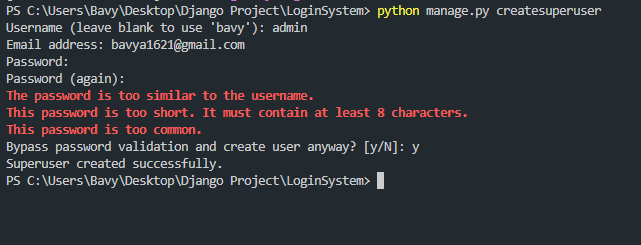 PS C:\Users\Bavy\Desktop\Django Project\LoginSystem> python manage.py createsuperuser
Username (leave blank to use 'bavy'): admin
Email address: bavya1621@gmail.com
Password:
Password (again):
The password is too similar to the username.
This password is too short. It must contain at least 8 characters.
This password is too common.
Bypass password validation and create user anyway? [y/N]: y
Superuser created successfully.
PS C:\Users\Bavy\Desktop\Django Project\LoginSystem>